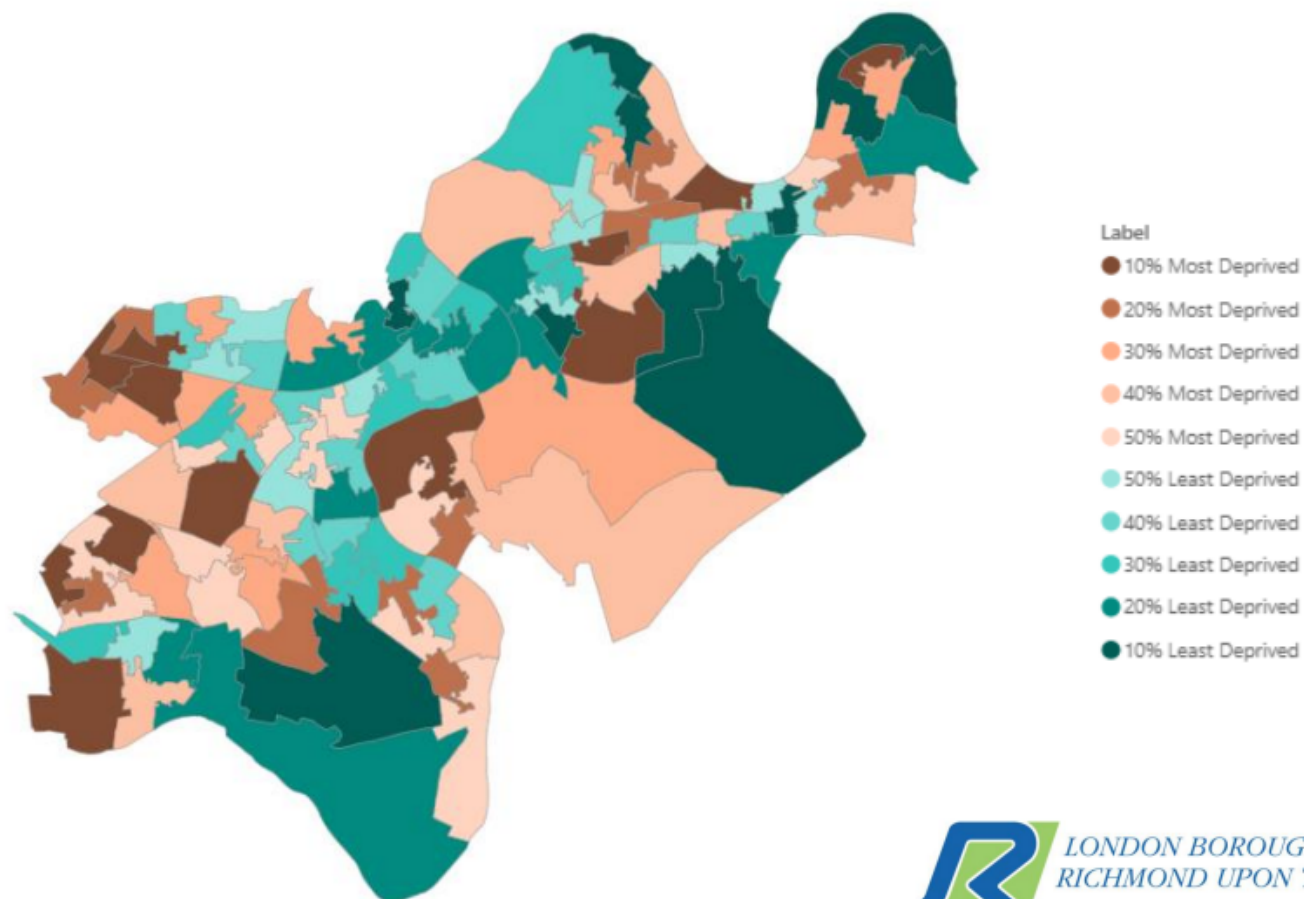 Label
10% Most Deprived
20% Most Deprived
30% Most Deprived
40% Most Deprived
50% Most Deprived
50% Least Deprived
40% Least Deprived
30% Least Deprived
20% Least Deprived
10% Least Deprived
LONDON BOROUG
RICHMOND UPON